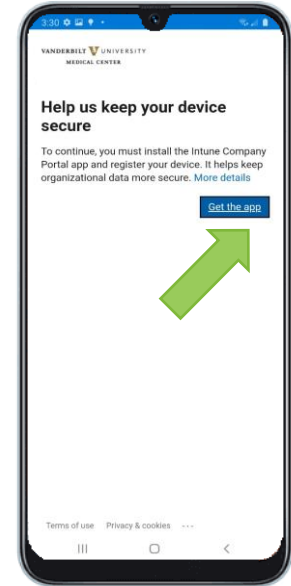 3:30
VANDERBILT V UNIVERSITY
MEDICAL CENTER
Help us keep your device
secure
To continue, you must install the Intune Company
Portal app and register your device. It helps keep
organizational data more secure. More details
Get the app
Terms of use Privacy & cookies ...